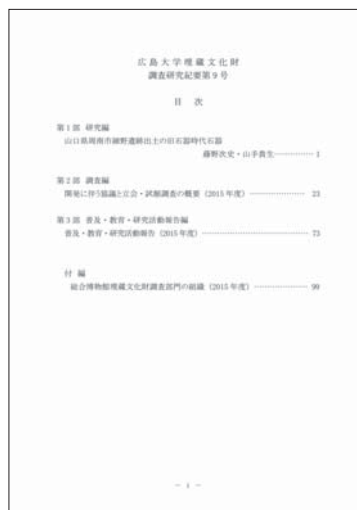 広島大学埋蔵文化財
調査研究紀要第9号
目 次
第1部 研究編
山口県周南市細野遺跡出土の旧石器時代石器
藤野次史・山手貴生…………… 1
第2部 調査編
開発に伴う協議と立会・試掘調査の概要（2015年度）………………… 23
第3部 普及・教育・研究活動報告編
普及・教育・研究活動報告（2015年度）…………………………………… 73
付 編
総合博物館埋蔵文化財調査部門の組織（2015年度）………………… 99
－ i －